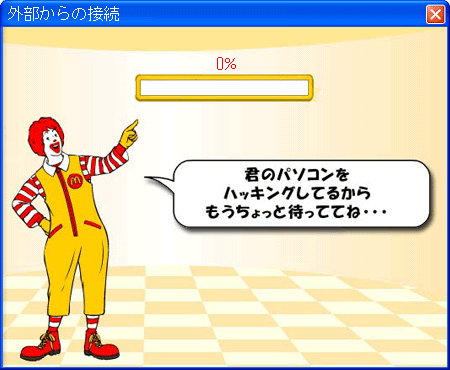 外部からの接続
0%
君のパソコンを
ハッキングしてるから
もうちょっと待っててね・・・